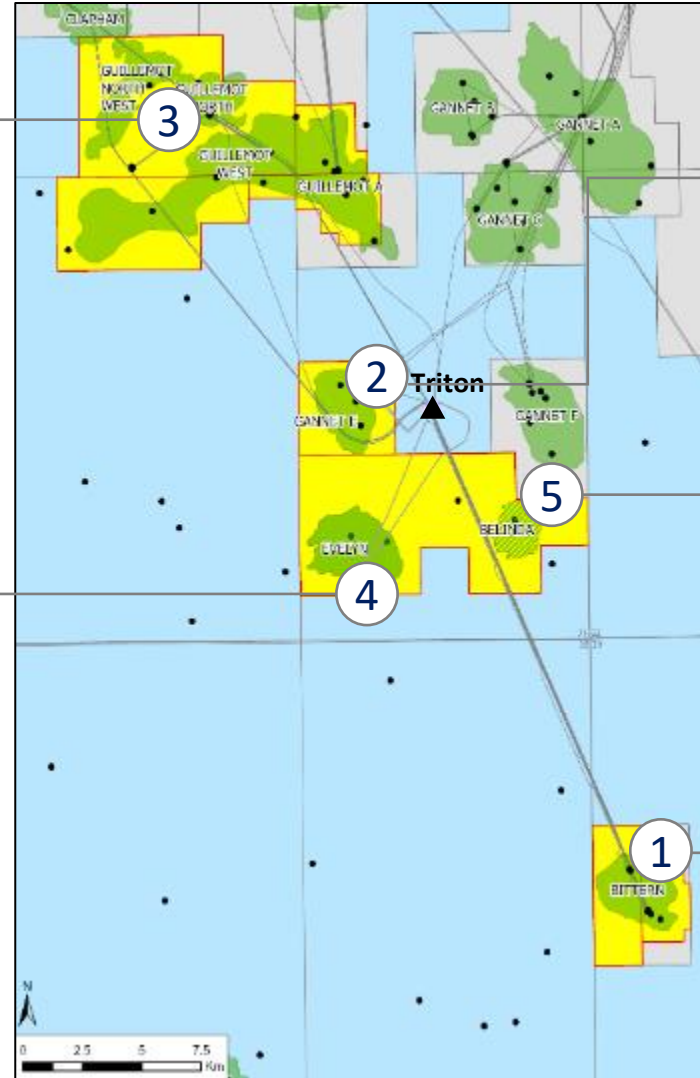 CLAPHAM
GUILLEMOT
NORTH
WEST
GUILLEMOT
NORTH
3
GUILLEMOT
WEST
GUILLEMOT A
GANNET B
GANNET A
GANNET C
2
Triton
GANNET E
GANNET F
5
BELINDA
EVELYN
4
1
BITTERN
N
0 2.5 5 7.5
Km